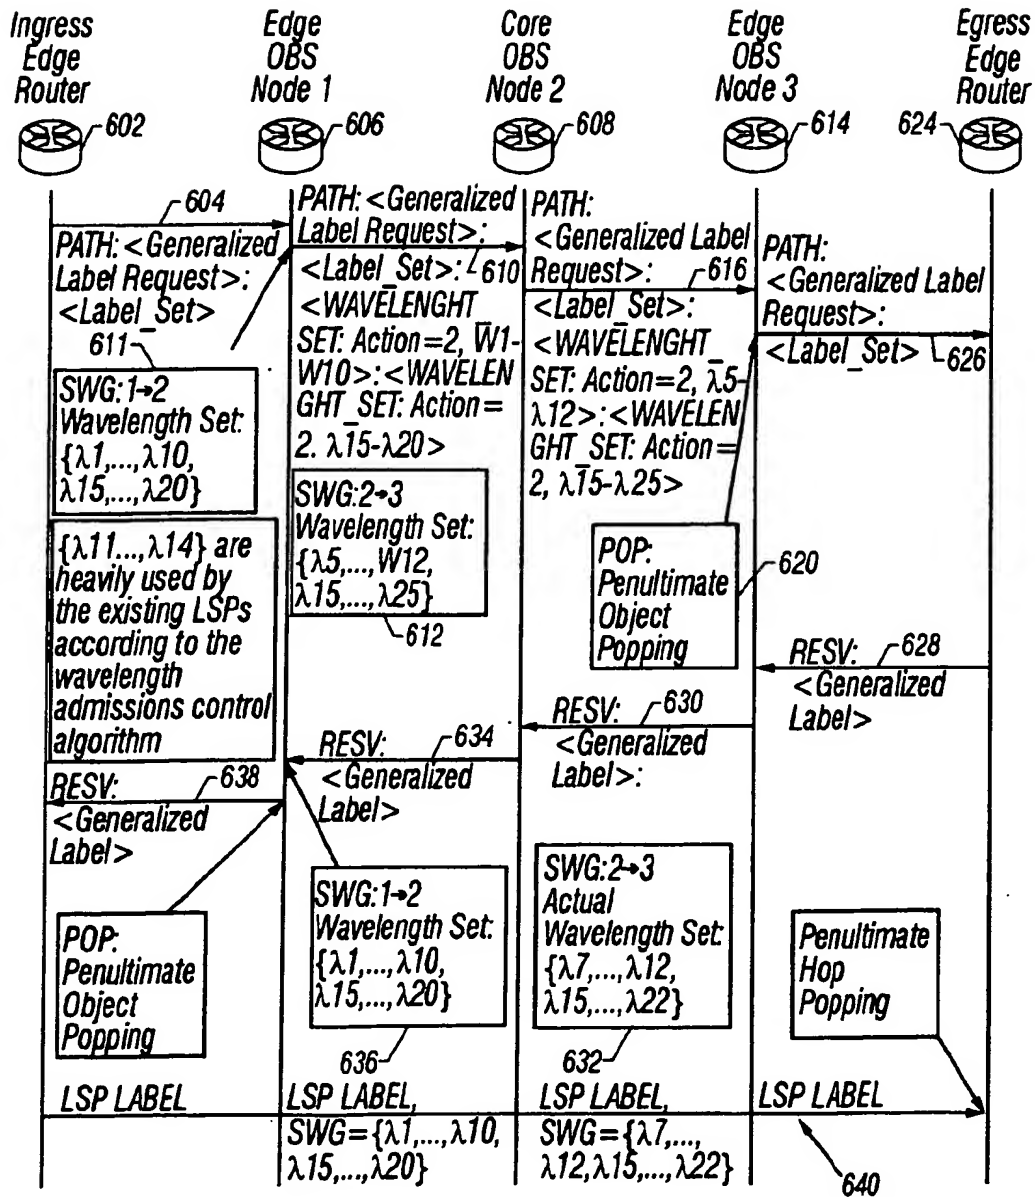 Ingress
Edge
Router
Edge
OBS
Node 1
Core
OBS
Node 2
Edge
OBS
Node 3
Egress
Edge
Router
602
606
608
614
624
604
PATH: <Generalized
Label Request>:
<Label_Set>
611
SWG: 1→2
Wavelength Set:
{λ1,...,λ10,
λ15,...,λ20}
{λ11...,λ14} are
heavily used by
the existing LSPs
according to the
wavelength
admissions control
algorithm
RESV:
638
<Generalized
Label>
POP:
Penultimate
Object
Popping
LSP LABEL
PATH: <Generalized
Label Request>:
<Label_Set>:
610
<WAVELENGHT_
SET: Action=2, W1-
W10>:<WAVELEN
GHT_SET: Action=
2. λ15-λ20>
SWG:2→3
Wavelength Set:
{λ5,...,W12,
λ15,...,λ25}
612
RESV:
634
<Generalized
Label>
SWG:1→2
Wavelength Set:
{λ1,...,λ10,
λ15,...,λ20}
636
LSP LABEL,
SWG={λ1,...,λ10,
λ15,...,λ20}
PATH:
<Generalized Label
Request>:
616
<Label_Set>:
<WAVELENGHT_
SET: Action=2, λ5-
λ12>:<WAVELEN
GHT_SET: Action=
2, λ15-λ25>
POP:
Penultimate
Object
Popping
620
RESV:
630
<Generalized
Label>:
SWG:2→3
Actual
Wavelength Set:
{λ7,...,λ12,
λ15,...,λ22}
632
LSP LABEL,
SWG={λ7,...,
λ12,λ15,...,λ22}
PATH:
<Generalized Label
Request>:
<Label_Set>
626
RESV:
628
<Generalized
Label>
Penultimate
Hop
Popping
LSP LABEL
640